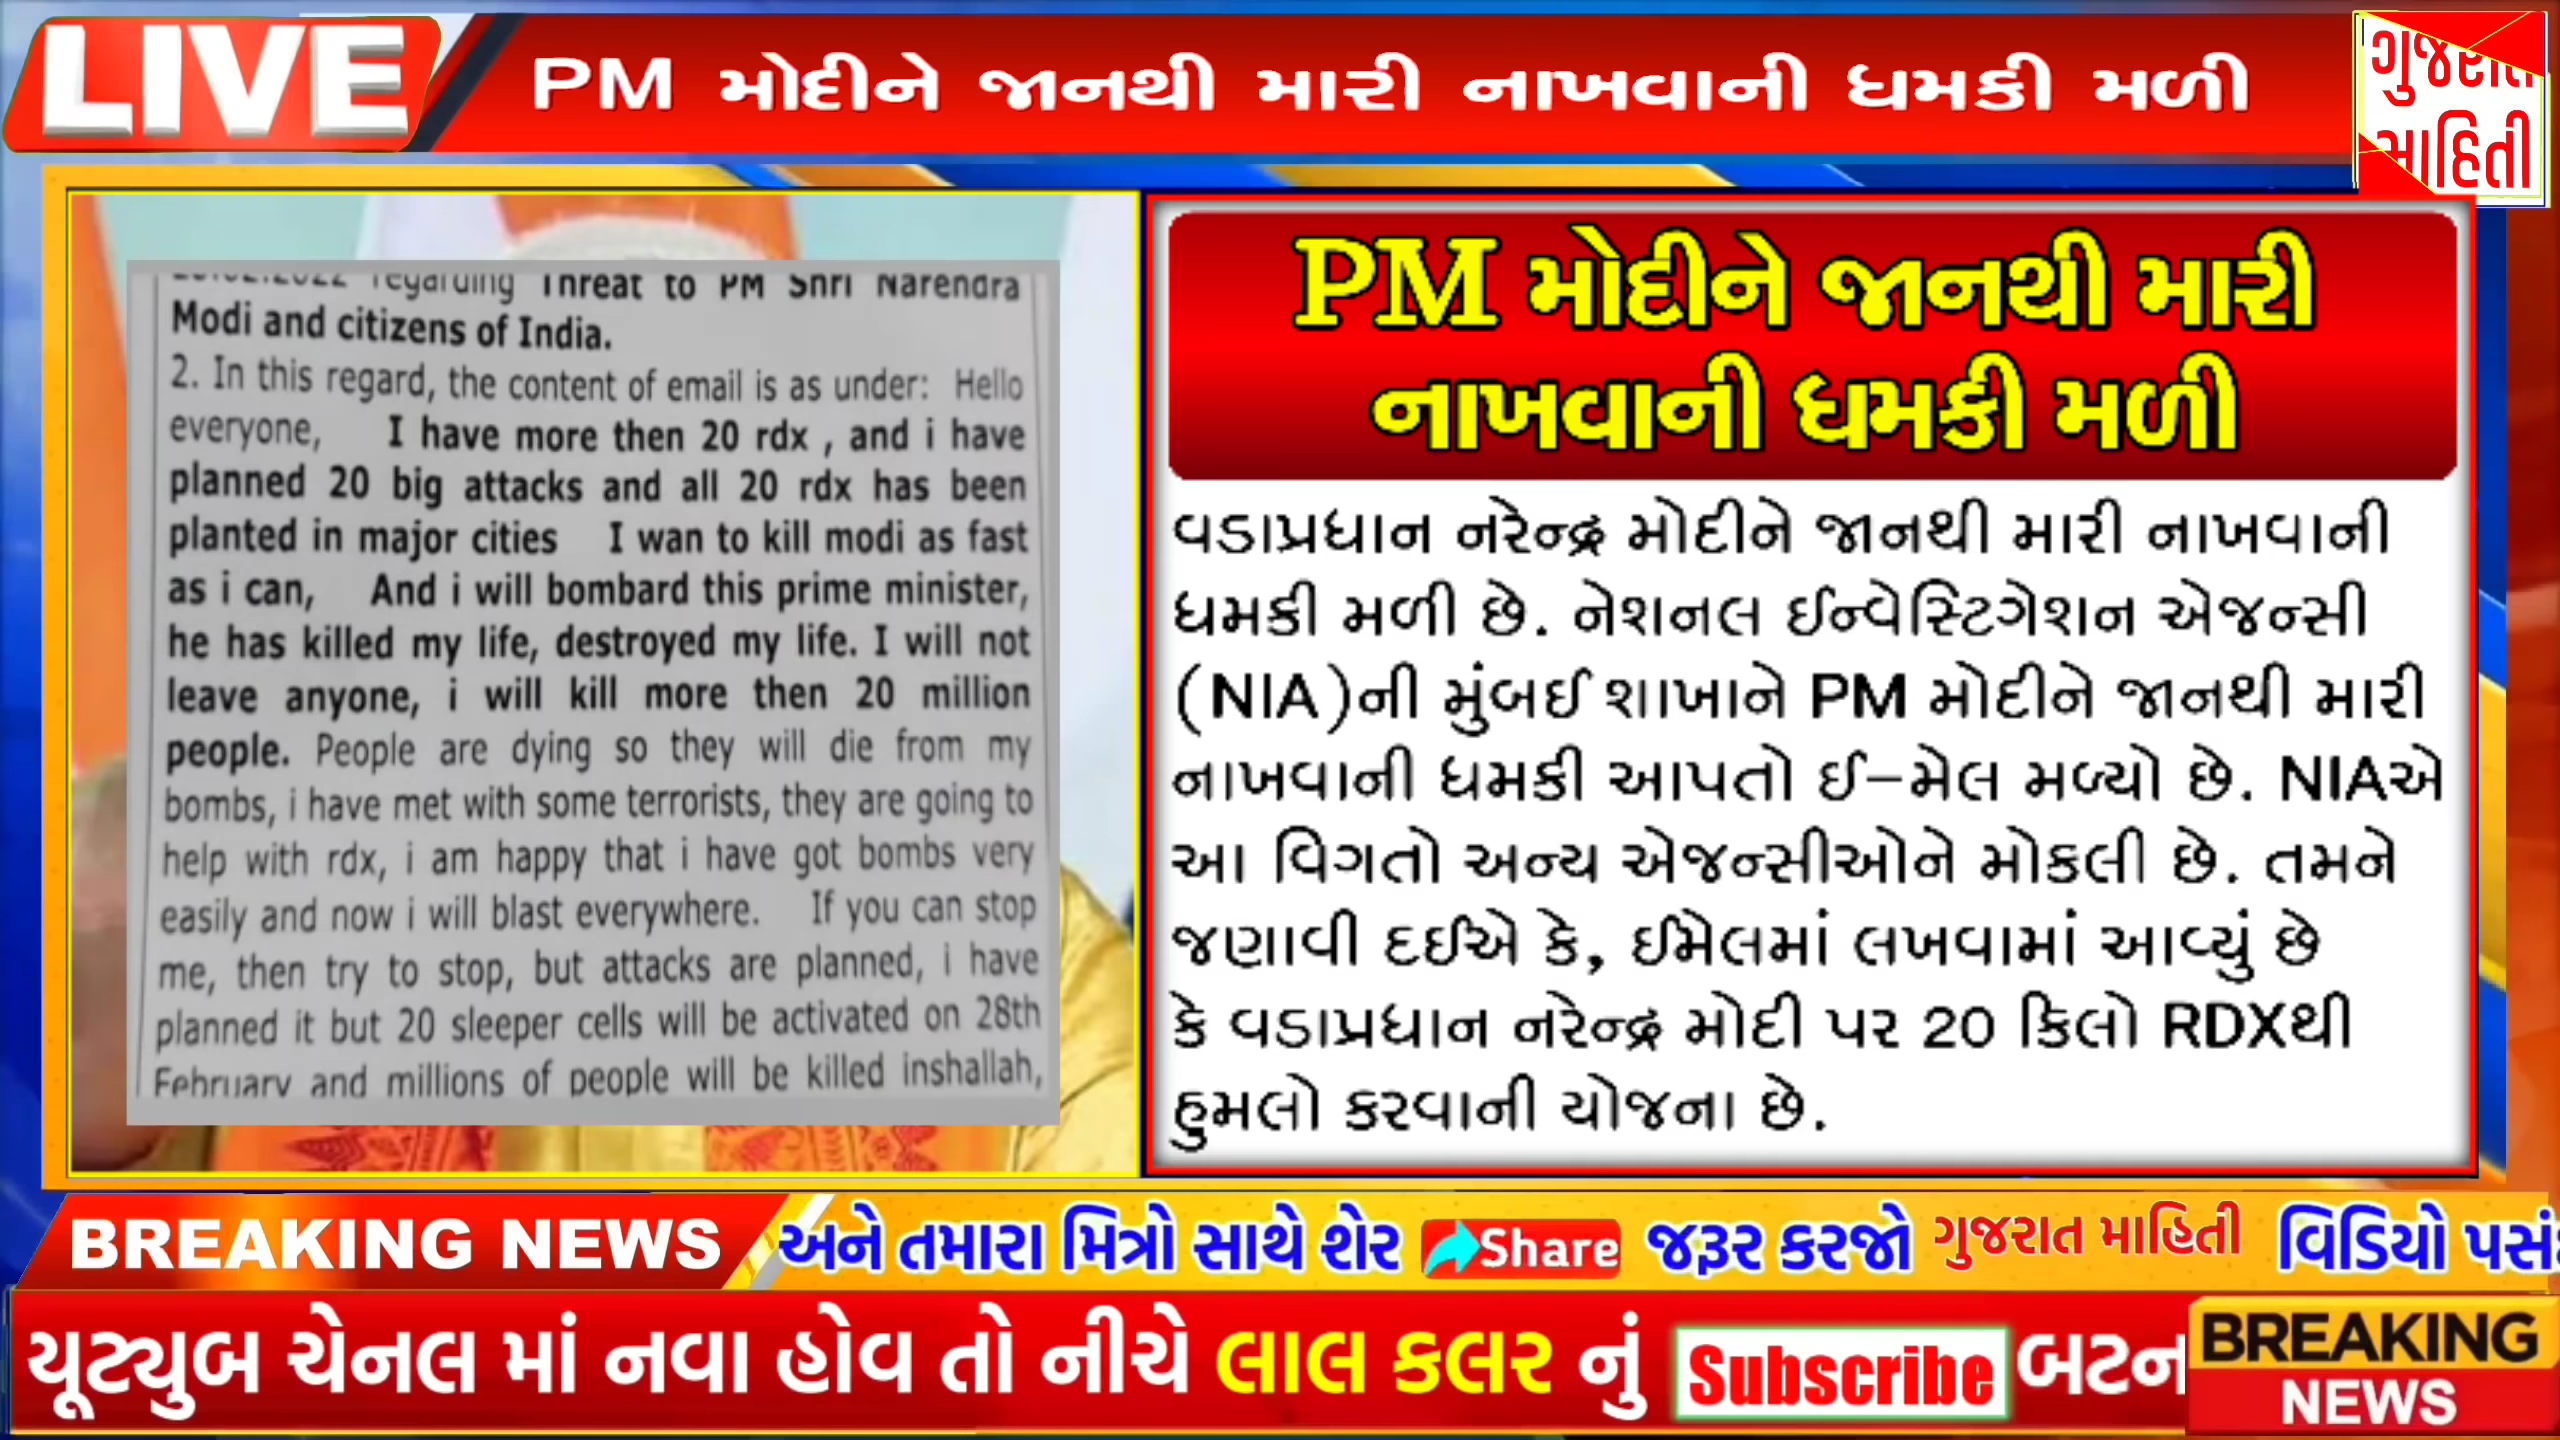 LIVE
PM મોદીને જાનથી મારી નાખવાની ધમકી મળી
ગુજરાત
માહિતી
regarding Threat to PM Shri Narendra
Modi and citizens of India.
2. In this regard, the content of email is as under: Hello
everyone, I have more then 20 rdx , and i have
planned 20 big attacks and all 20 rdx has been
planted in major cities I wan to kill modi as fast
as i can, And i will bombard this prime minister,
he has killed my life, destroyed my life. I will not
leave anyone, i will kill more then 20 million
people. People are dying so they will die from my
bombs, i have met with some terrorists, they are going to
help with rdx, i am happy that i have got bombs very
easily and now i will blast everywhere. If you can stop
me, then try to stop, but attacks are planned, i have
planned it but 20 sleeper cells will be activated on 28th
February and millions of people will be killed inshallah,
PM મોદીને જાનથી મારી
નાખવાની ધમકી મળી
વડાપ્રધાન નરેન્દ્ર મોદીને જાનથી મારી નાખવાની
ધમકી મળી છે. નેશનલ ઈન્વેસ્ટિગેશન એજન્સી
(NIA)ની મુંબઈ શાખાને PM મોદીને જાનથી મારી
નાખવાની ધમકી આપતો ઈ-મેલ મળ્યો છે. NIAએ
આ વિગતો અન્ય એજન્સીઓને મોકલી છે. તમને
જણાવી દઈએ કે, ઈમેલમાં લખવામાં આવ્યું છે
કે વડાપ્રધાન નરેન્દ્ર મોદી પર 20 કિલો RDXથી
હુમલો કરવાની યોજના છે.
BREAKING NEWS અને તમારા મિત્રો સાથે શેર Share જરૂર કરજો ગુજરાત માહિતી વિડિયો
યૂટ્યુબ ચેનલ માં નવા હોવ તો નીચે લાલ કલર નું Subscribe બટન
BREAKING
NEWS